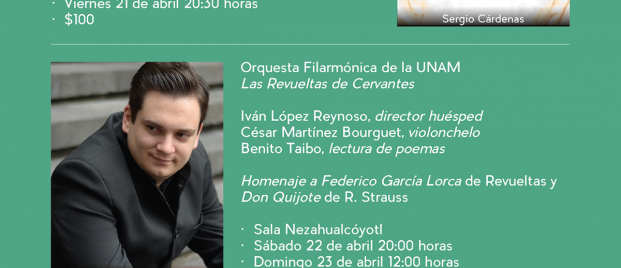 · Viernes 21 de abril 20:30 horas
· $100
Sergio Cárdenas
Orquesta Filarmónica de la UNAM
Las Revueltas de Cervantes
Iván López Reynoso, director huésped
César Martínez Bourguet, violonchelo
Benito Taibo, lectura de poemas
Homenaje a Federico García Lorca de Revueltas y
Don Quijote de R. Strauss
· Sala Nezahualcóyotl
· Sábado 22 de abril 20:00 horas
· Domingo 23 de abril 12:00 horas